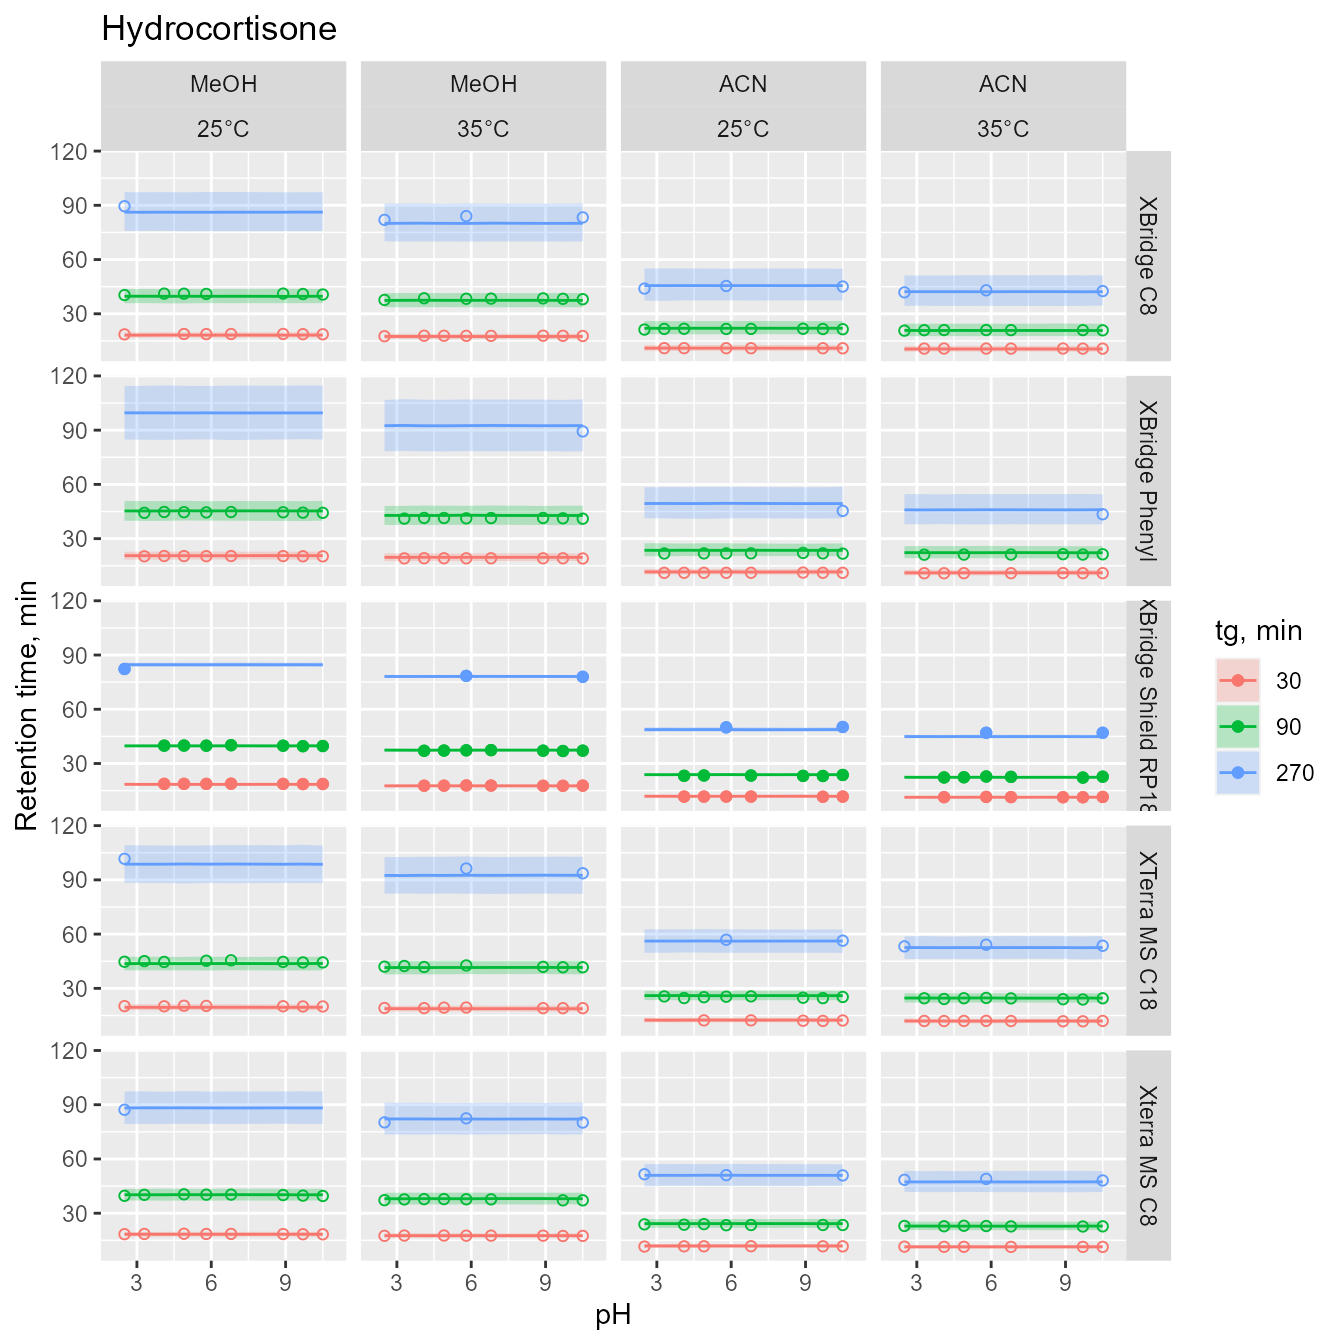 Hydrocortisone
MeOH
MeOH
ACN
ACN
25°C
35°C
25°C
35°C
120
90
60
30
XBridge C8
120
90
60
30
XBridge Phenyl
120
90
60
30
XBridge Shield RP18
120
90
60
30
XTerra MS C18
120
90
60
30
Xterra MS C8
3
6
9
3
6
9
3
6
9
3
6
9
pH
Retention time, min
tg, min
30
90
270